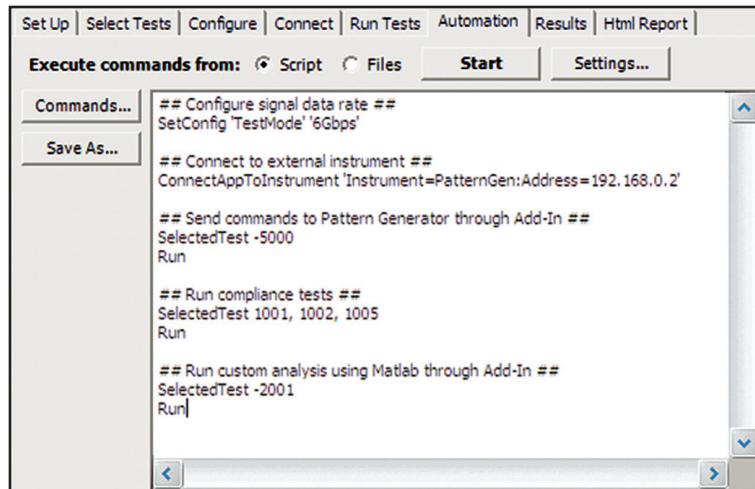 Set Up | Select Tests | Configure | Connect | Run Tests | Automation | Results | Html Report
Execute commands from: Script Files Start Settings...
Commands...
Save As...
## Configure signal data rate ##
SetConfig 'TestMode' '6Gbps'
## Connect to external instrument ##
ConnectAppToInstrument 'Instrument=PatternGen:Address=192.168.0.2'
## Send commands to Pattern Generator through Add-In ##
SelectedTest -5000
Run
## Run compliance tests ##
SelectedTest 1001, 1002, 1005
Run
## Run custom analysis using Matlab through Add-In ##
SelectedTest -2001
Run